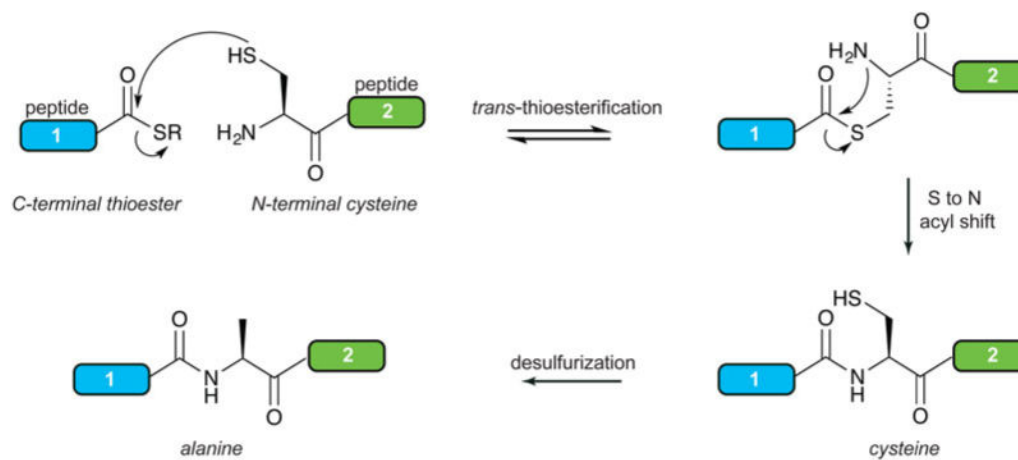 O
SR
peptide
1
C-terminal thioester
HS
H2N
O
peptide
2
N-terminal cysteine
trans-thioesterification
H2N
O
2
O
S
1
S to N
acyl shift
HS
O
N
H
O
1
2
cysteine
desulfurization
O
N
H
O
1
2
alanine